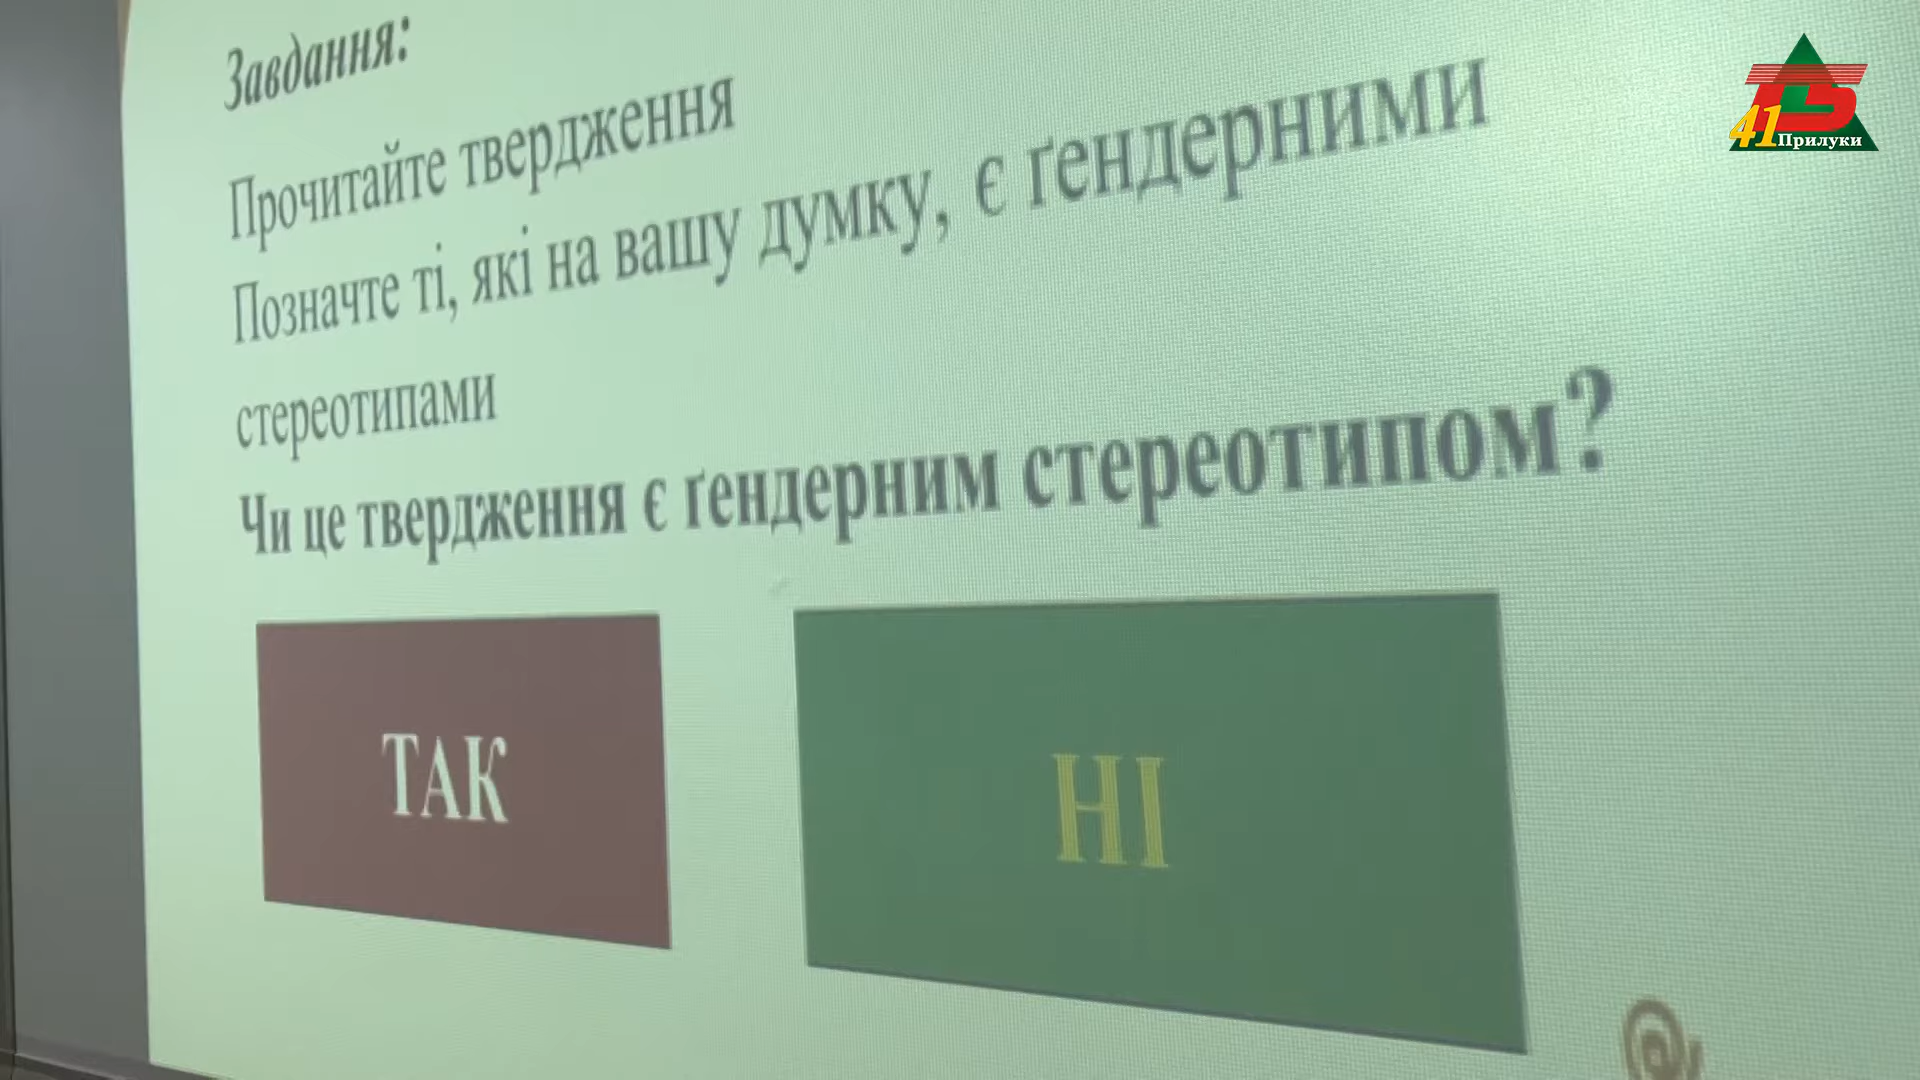 Завдання:
Прочитайте твердження
Позначте ті, які на вашу думку, є ґендерними
стереотипами
Чи це твердження є ґендерним стереотипом?
ТАК
НІ
41
Прилуки